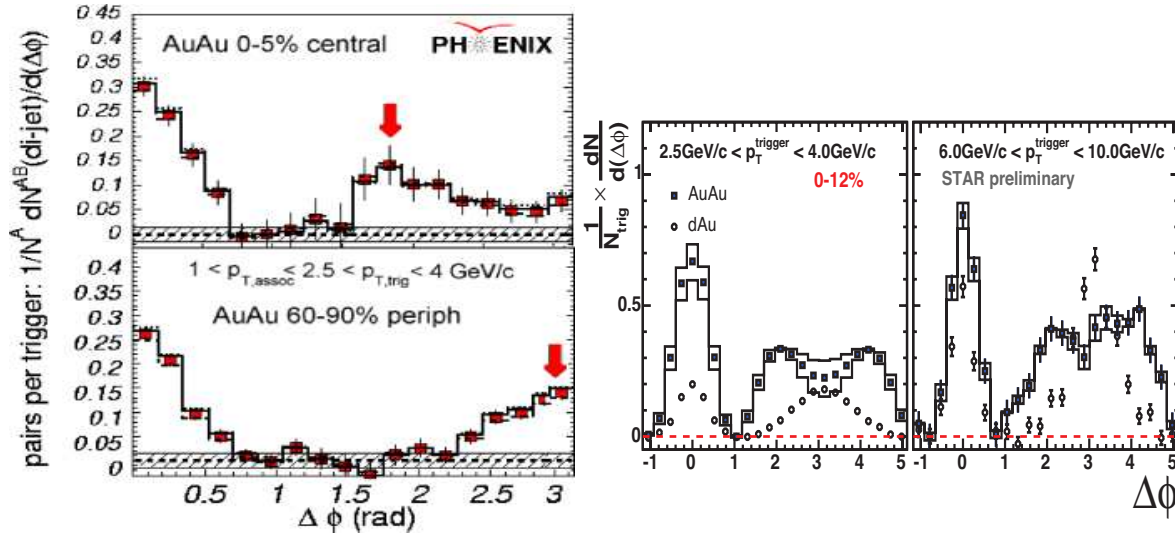 pairs per trigger: 1/N^A dN^AB(di-jet)/d(Δϕ)
0.45
0.4
0.35
0.3
0.25
0.2
0.15
0.1
0.05
0
AuAu 0-5% central
PHENIX
0.4
0.35
0.3
0.25
0.2
0.15
0.1
0.05
0
1 < p_T,assoc < 2.5 < p_T,trig < 4 GeV/c
AuAu 60-90% periph
0.5 1 1.5 2 2.5 3
Δ ϕ (rad)
1/N_trig × dN/d(Δϕ)
1
0.5
0
2.5GeV/c < p_T^trigger < 4.0GeV/c
0-12%
AuAu
dAu
-1 0 1 2 3 4 5
6.0GeV/c < p_T^trigger < 10.0GeV/c
STAR preliminary
-1 0 1 2 3 4 5
Δϕ